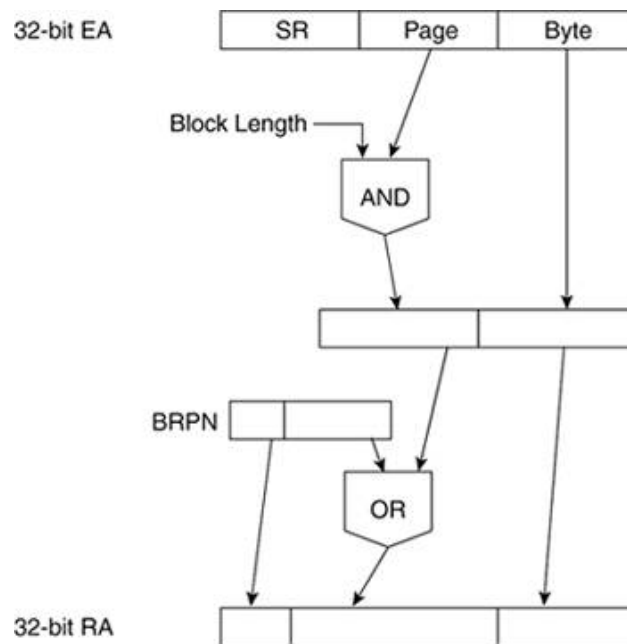 32-bit EA SR Page Byte
Block Length
AND
BRPN
OR
32-bit RA